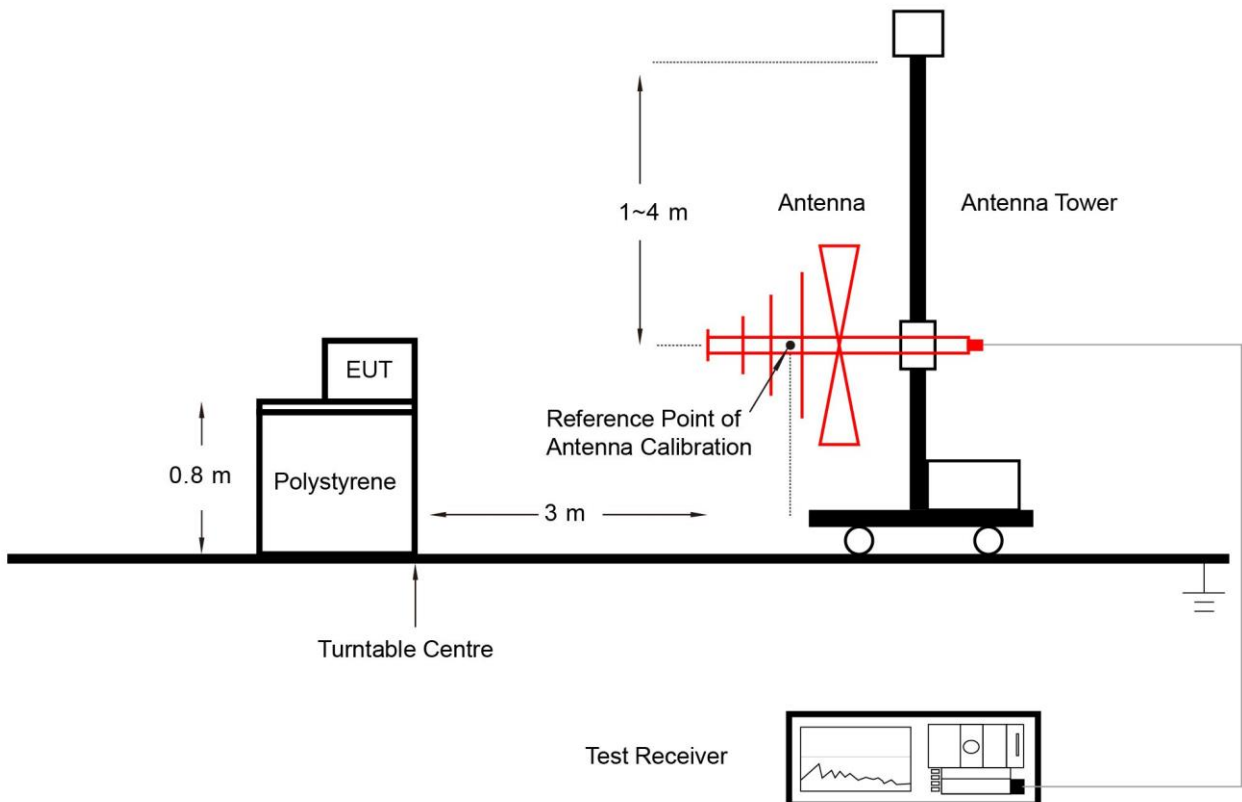 1~4 m
Antenna
Antenna Tower
EUT
Reference Point of
Antenna Calibration
0.8 m
Polystyrene
3 m
Turntable Centre
Test Receiver